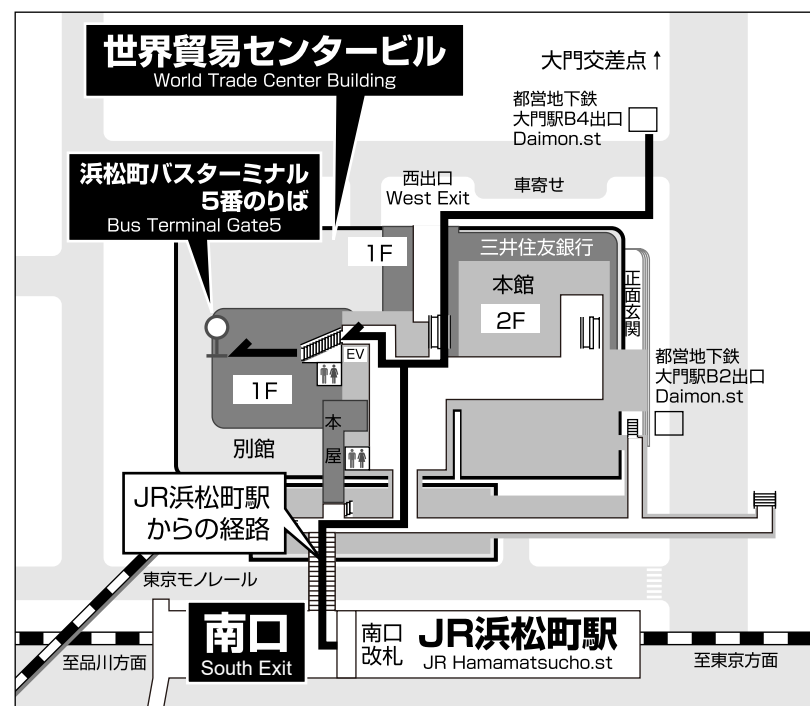 世界貿易センタービル
World Trade Center Building
大門交差点↑
都営地下鉄
大門駅B4出口
Daimon.st
浜松町バスターミナル
5番のりば
Bus Terminal Gate5
西出口
West Exit
車寄せ
1F
三井住友銀行
本館
2F
正面玄関
EV
1F
都営地下鉄
大門駅B2出口
Daimon.st
本屋
別館
JR浜松町駅
からの経路
東京モノレール
南口
South Exit
南口
改札
JR浜松町駅
JR Hamamatsucho.st
至品川方面
至東京方面